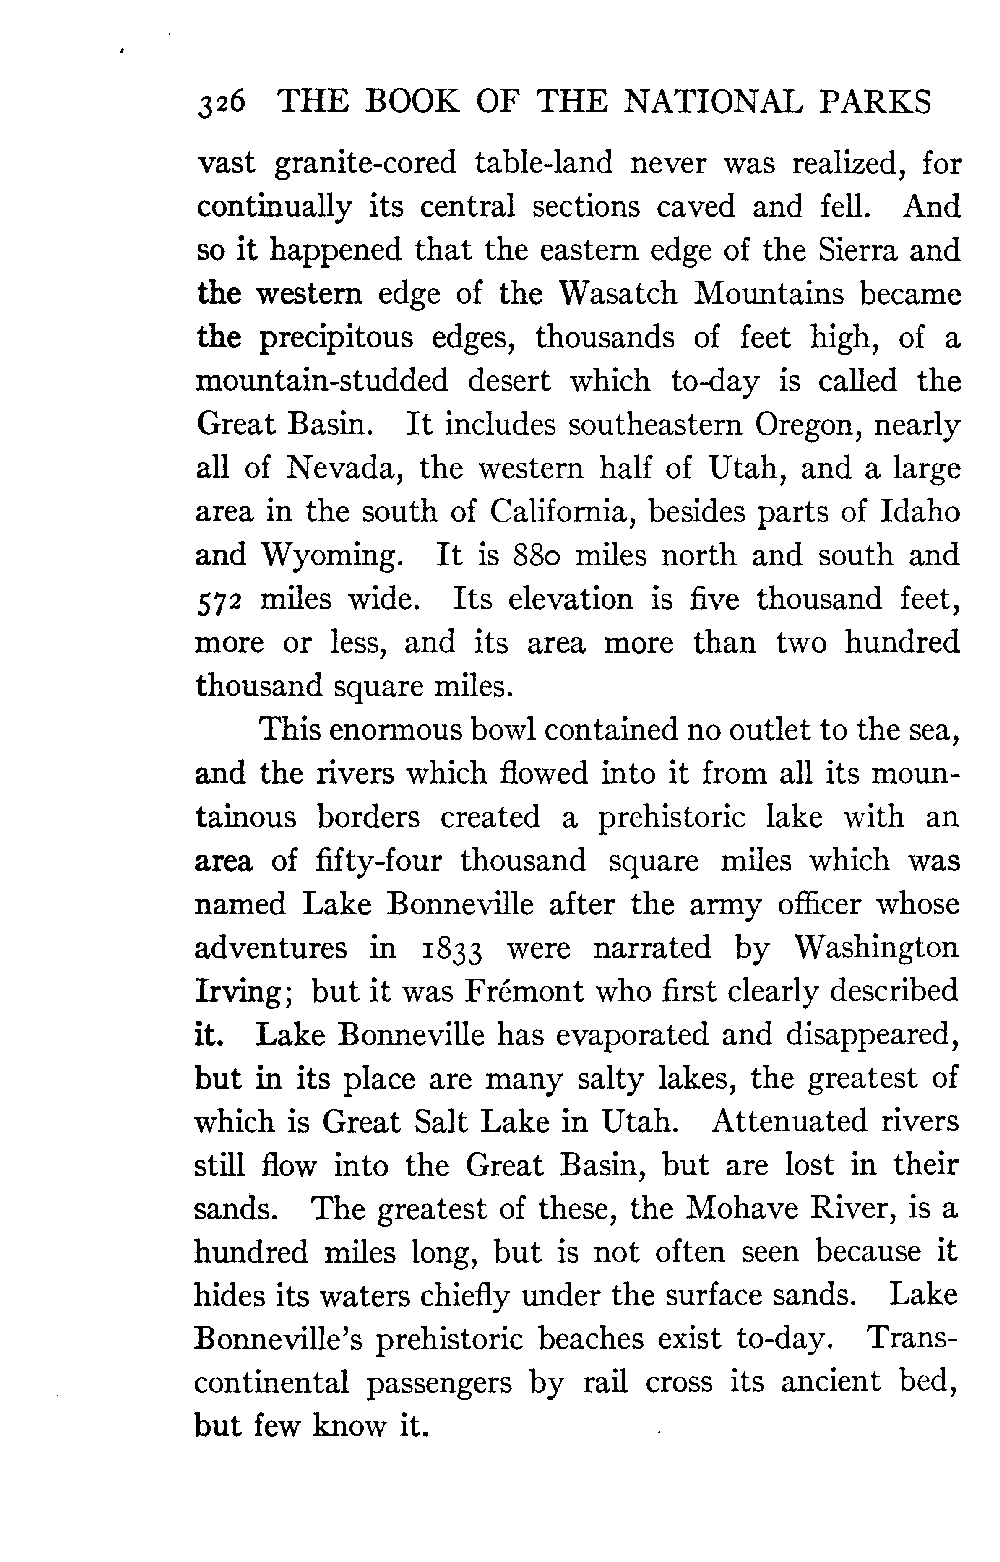 326 THE BOOK OF THE NATIONAL PARKS
vast granite-cored table-land never was realized, for
continually its central sections caved and fell. And
so it happened that the eastern edge of the Sierra and
the western edge of the Wasatch Mountains became
the precipitous edges, thousands of feet high, of a
mountain-studded desert which to-day is called the
Great Basin. It includes southeastern Oregon, nearly
all of Nevada, the western half of Utah, and a large
area in the south of California, besides parts of Idaho
and Wyoming. It is 880 miles north and south and
572 miles wide. Its elevation is five thousand feet,
more or less, and its area more than two hundred
thousand square miles.
This enormous bowl contained no outlet to the sea,
and the rivers which flowed into it from all its moun-
tainous borders created a prehistoric lake with an
area of fifty-four thousand square miles which was
named Lake Bonneville after the army officer whose
adventures in 1833 were narrated by Washington
Irving; but it was Frémont who first clearly described
it. Lake Bonneville has evaporated and disappeared,
but in its place are many salty lakes, the greatest of
which is Great Salt Lake in Utah. Attenuated rivers
still flow into the Great Basin, but are lost in their
sands. The greatest of these, the Mohave River, is a
hundred miles long, but is not often seen because it
hides its waters chiefly under the surface sands. Lake
Bonneville's prehistoric beaches exist to-day. Trans-
continental passengers by rail cross its ancient bed,
but few know it.